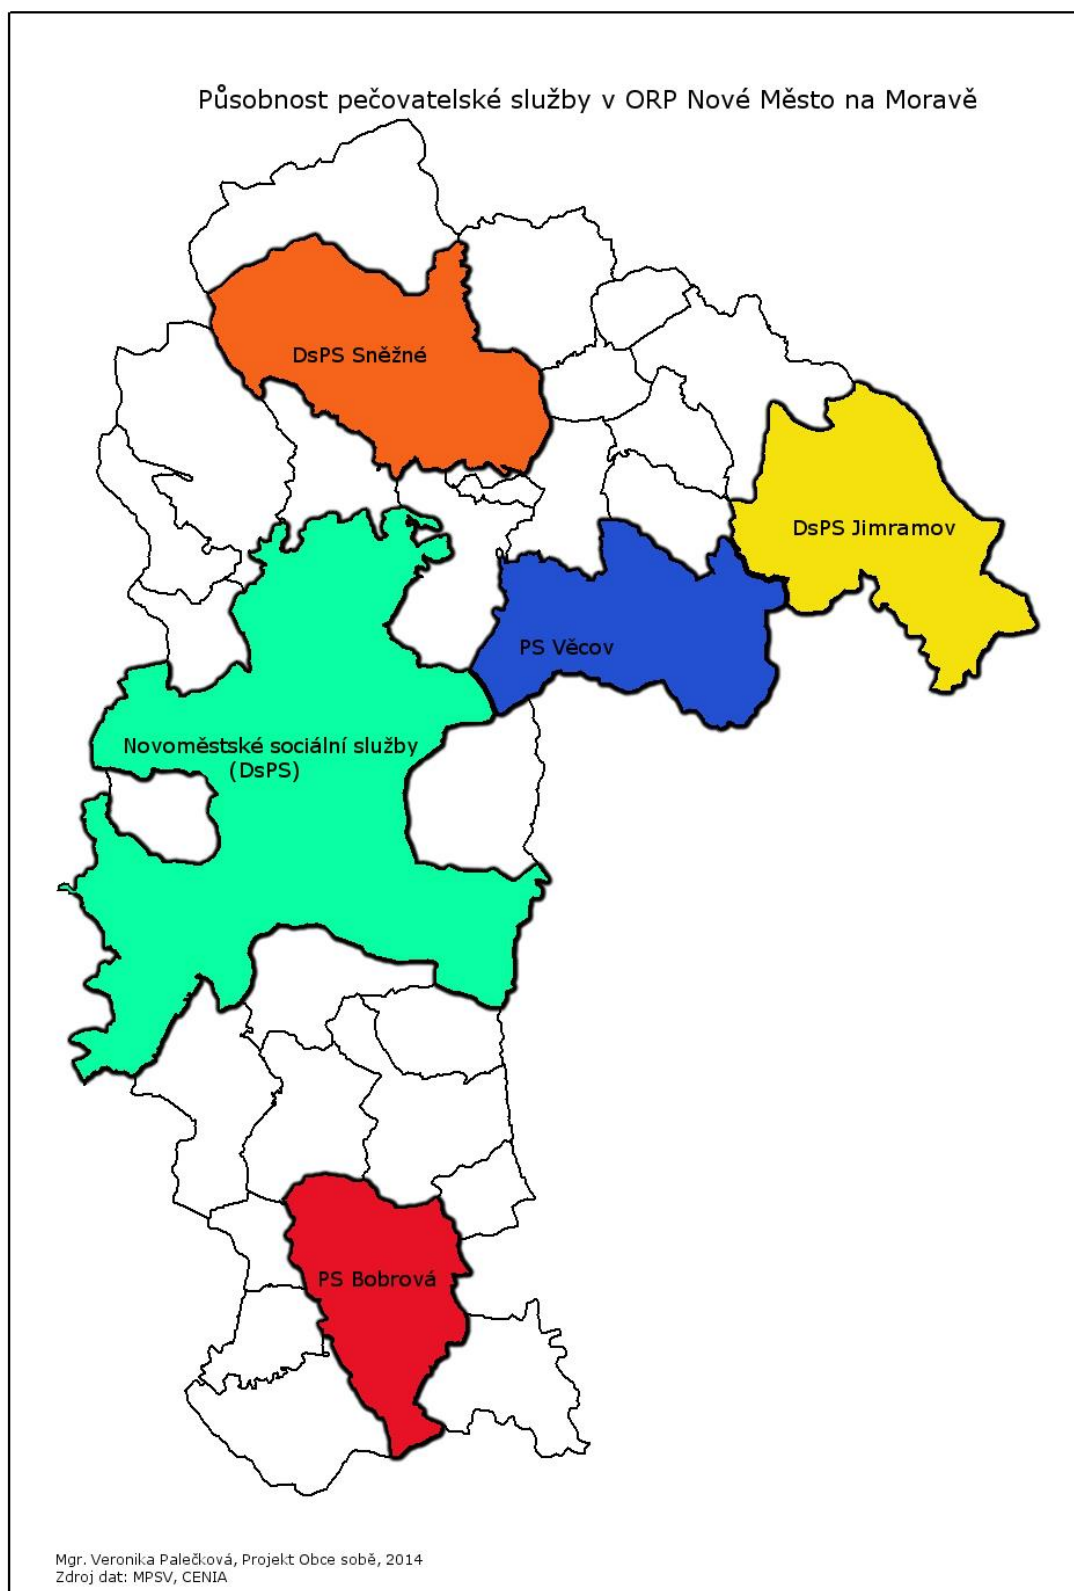 Působnost pečovatelské služby v ORP Nové Město na Moravě
DsPS Sněžné
DsPS Jimramov
PS Věcov
Novoměstské sociální služby
(DsPS)
PS Bobrová
Mgr. Veronika Palečková, Projekt Obce sobě, 2014
Zdroj dat: MPSV, CENIA